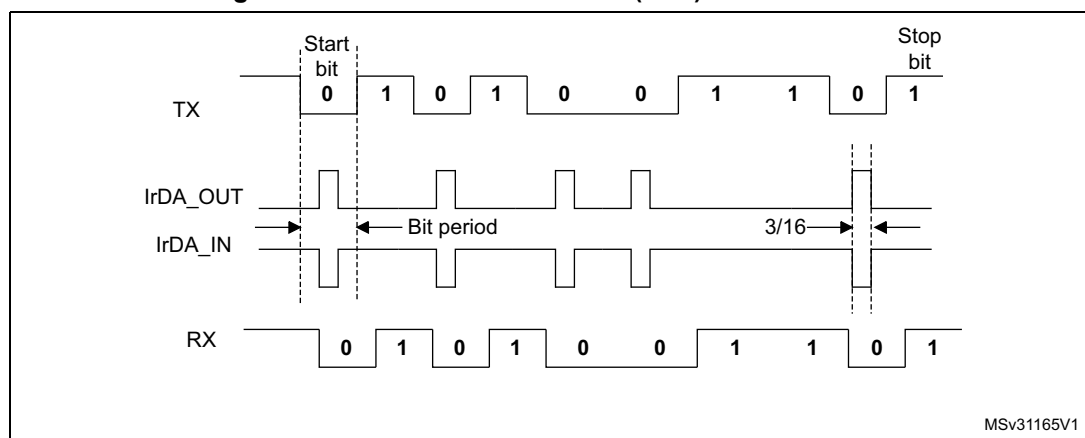 Start
bit
Stop
bit
TX
0 1 0 1 0 0 1 1 0 1
IrDA_OUT
Bit period
3/16
IrDA_IN
RX
0 1 0 1 0 0 1 1 0 1
MSv31165V1